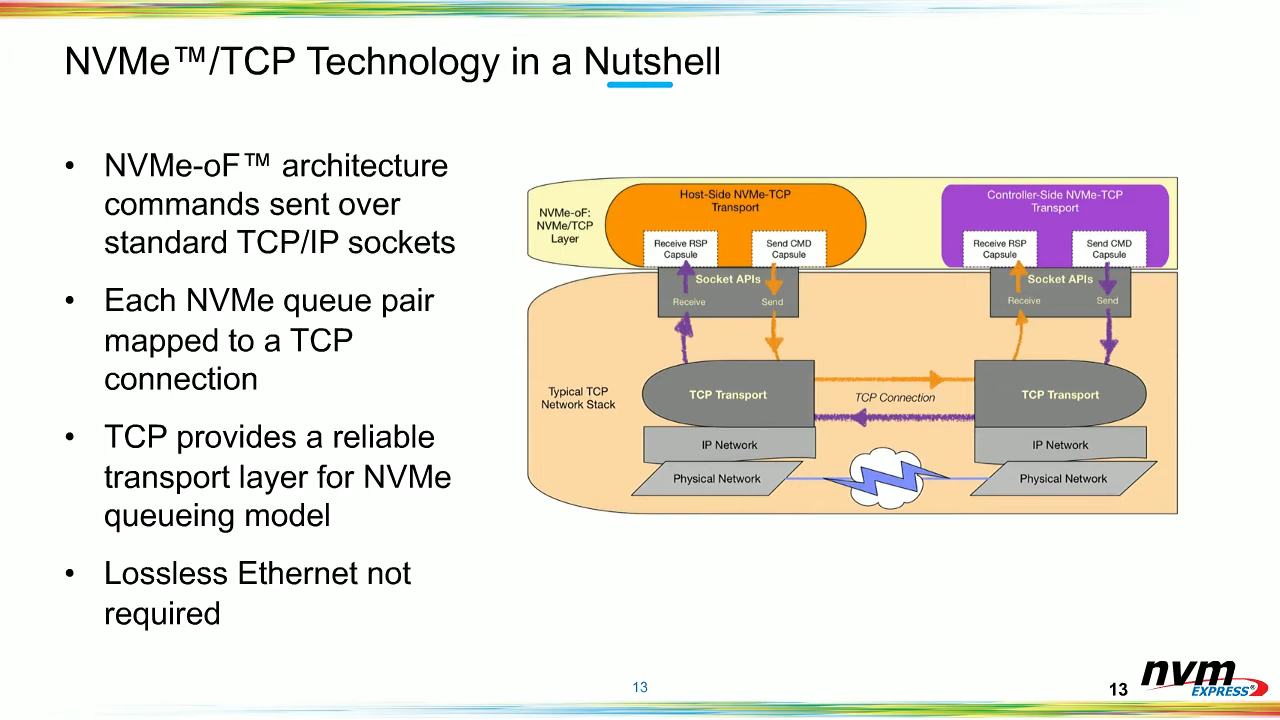 NVMe™/TCP Technology in a Nutshell
• NVMe-oF™ architecture
commands sent over
standard TCP/IP sockets
• Each NVMe queue pair
mapped to a TCP
connection
• TCP provides a reliable
transport layer for NVMe
queueing model
• Lossless Ethernet not
required
NVMe-oF:
NVMe/TCP
Layer
Host-Side NVMe-TCP
Transport
Receive RSP
Capsule
Send CMD
Capsule
Controller-Side NVMe-TCP
Transport
Receive RSP
Capsule
Send CMD
Capsule
Socket APIs
Receive
Send
Socket APIs
Receive
Send
Typical TCP
Network Stack
TCP Transport
TCP Connection
TCP Transport
IP Network
IP Network
Physical Network
Physical Network
13
13
nvm
EXPRESS®